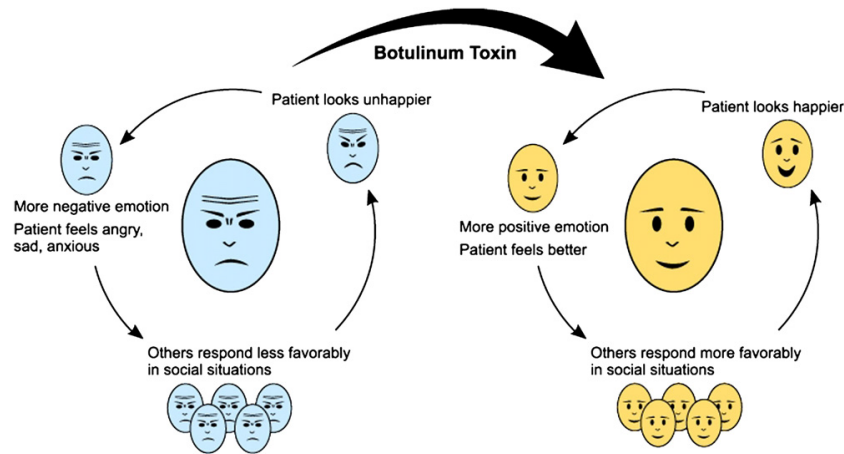 Botulinum Toxin
Patient looks unhappier
More negative emotion
Patient feels angry,
sad, anxious
Others respond less favorably
in social situations
Patient looks happier
More positive emotion
Patient feels better
Others respond more favorably
in social situations